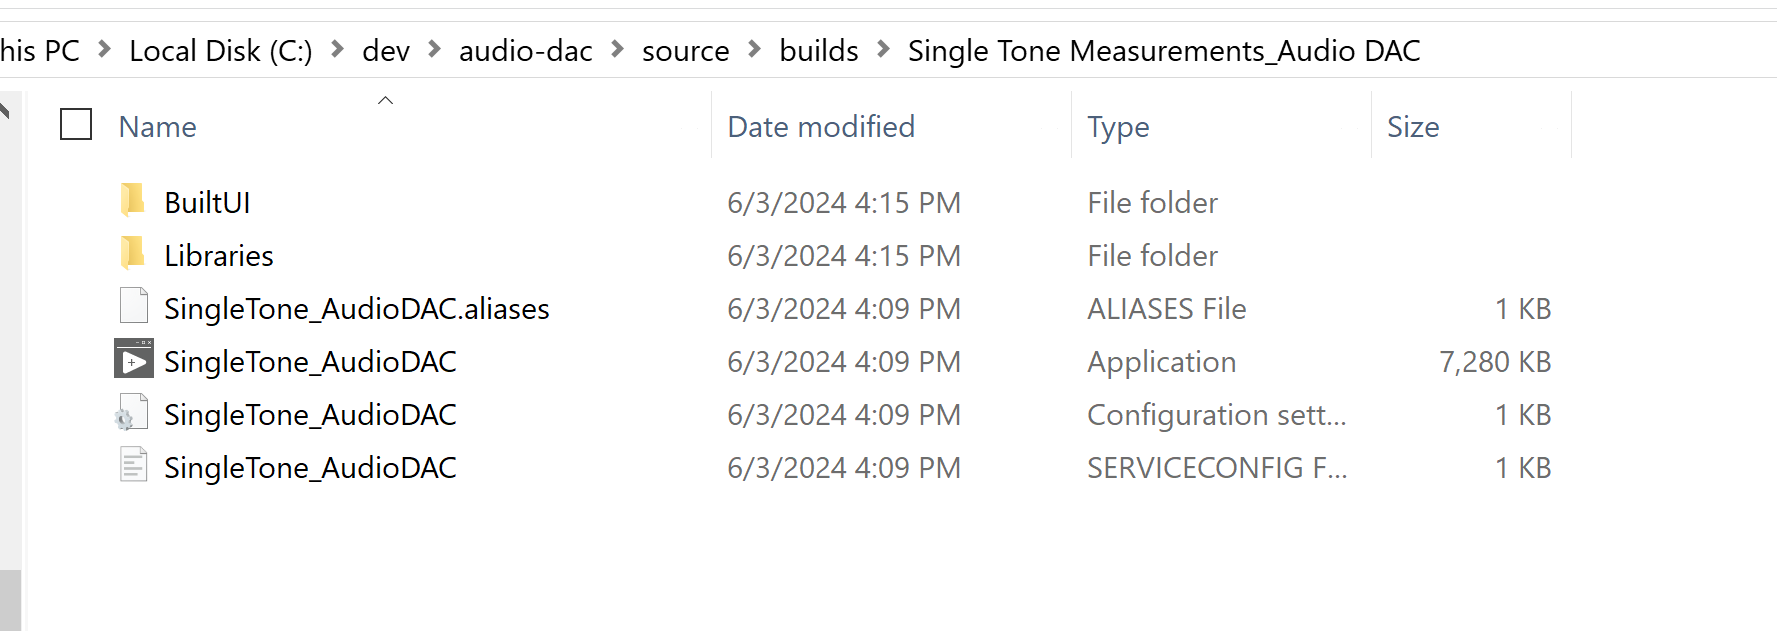 his PC > Local Disk (C:) > dev > audio-dac > source > builds > Single Tone Measurements_Audio DAC
Name Date modified Type Size
BuiltUI 6/3/2024 4:15 PM File folder
Libraries 6/3/2024 4:15 PM File folder
SingleTone_AudioDAC.aliases 6/3/2024 4:09 PM ALIASES File 1 KB
SingleTone_AudioDAC 6/3/2024 4:09 PM Application 7,280 KB
SingleTone_AudioDAC 6/3/2024 4:09 PM Configuration sett... 1 KB
SingleTone_AudioDAC 6/3/2024 4:09 PM SERVICECONFIG F... 1 KB